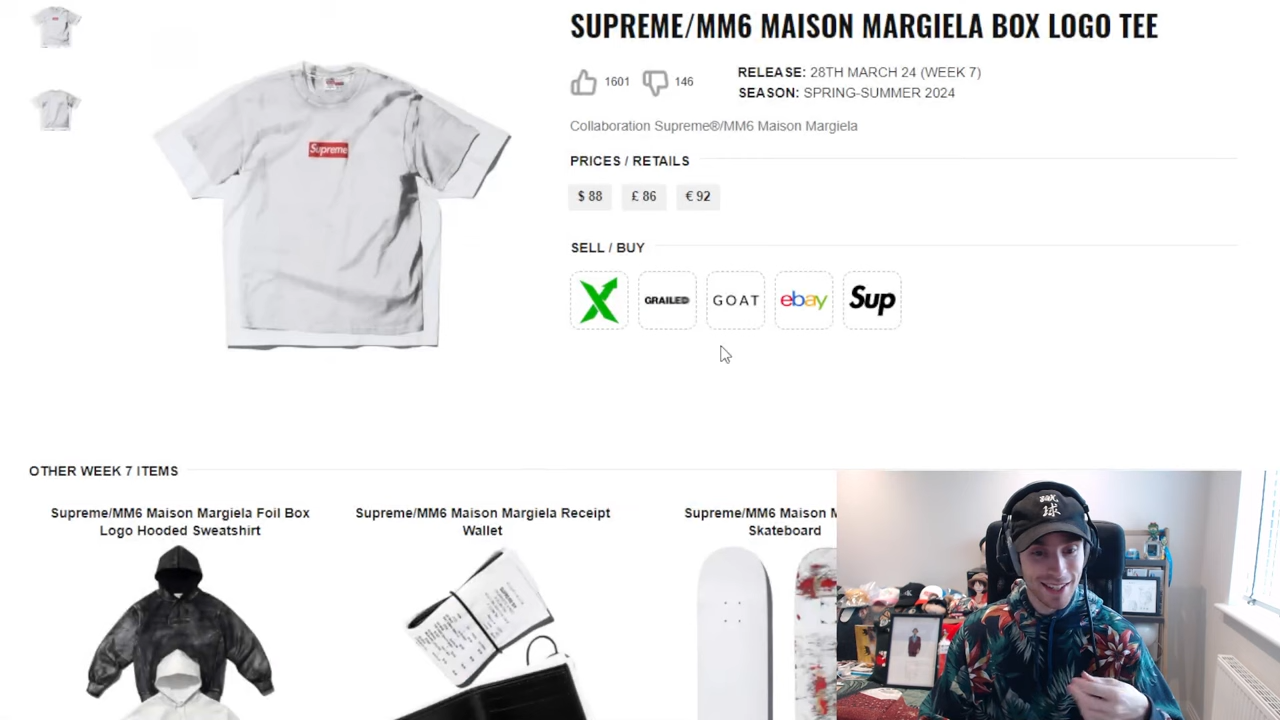 SUPREME/MM6 MAISON MARGIELA BOX LOGO TEE
1601
146
RELEASE: 28TH MARCH 24 (WEEK 7)
SEASON: SPRING-SUMMER 2024
Collaboration Supreme®/MM6 Maison Margiela
PRICES / RETAILS
$ 88
£ 86
€ 92
SELL / BUY
GRAILED
GOAT
ebay
Sup
Supreme
OTHER WEEK 7 ITEMS
Supreme/MM6 Maison Margiela Foil Box
Logo Hooded Sweatshirt
Supreme/MM6 Maison Margiela Receipt
Wallet
Supreme/MM6 Maison M
Skateboard
球